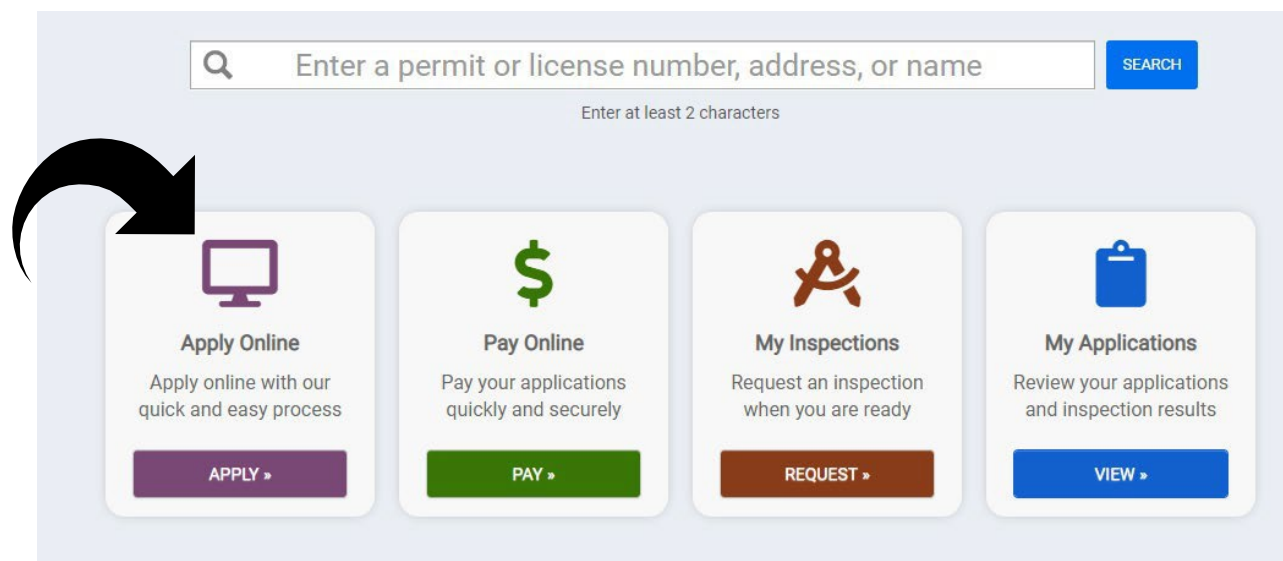 Enter a permit or license number, address, or name
SEARCH
Enter at least 2 characters
Apply Online
Apply online with our
quick and easy process
APPLY »
Pay Online
Pay your applications
quickly and securely
PAY »
My Inspections
Request an inspection
when you are ready
REQUEST »
My Applications
Review your applications
and inspection results
VIEW »